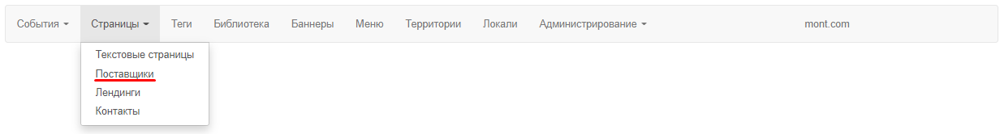 События Страницы Теги Библиотека Баннеры Меню Территории Локали Администрирование mont.com
Текстовые страницы
Поставщики
Лендинги
Контакты